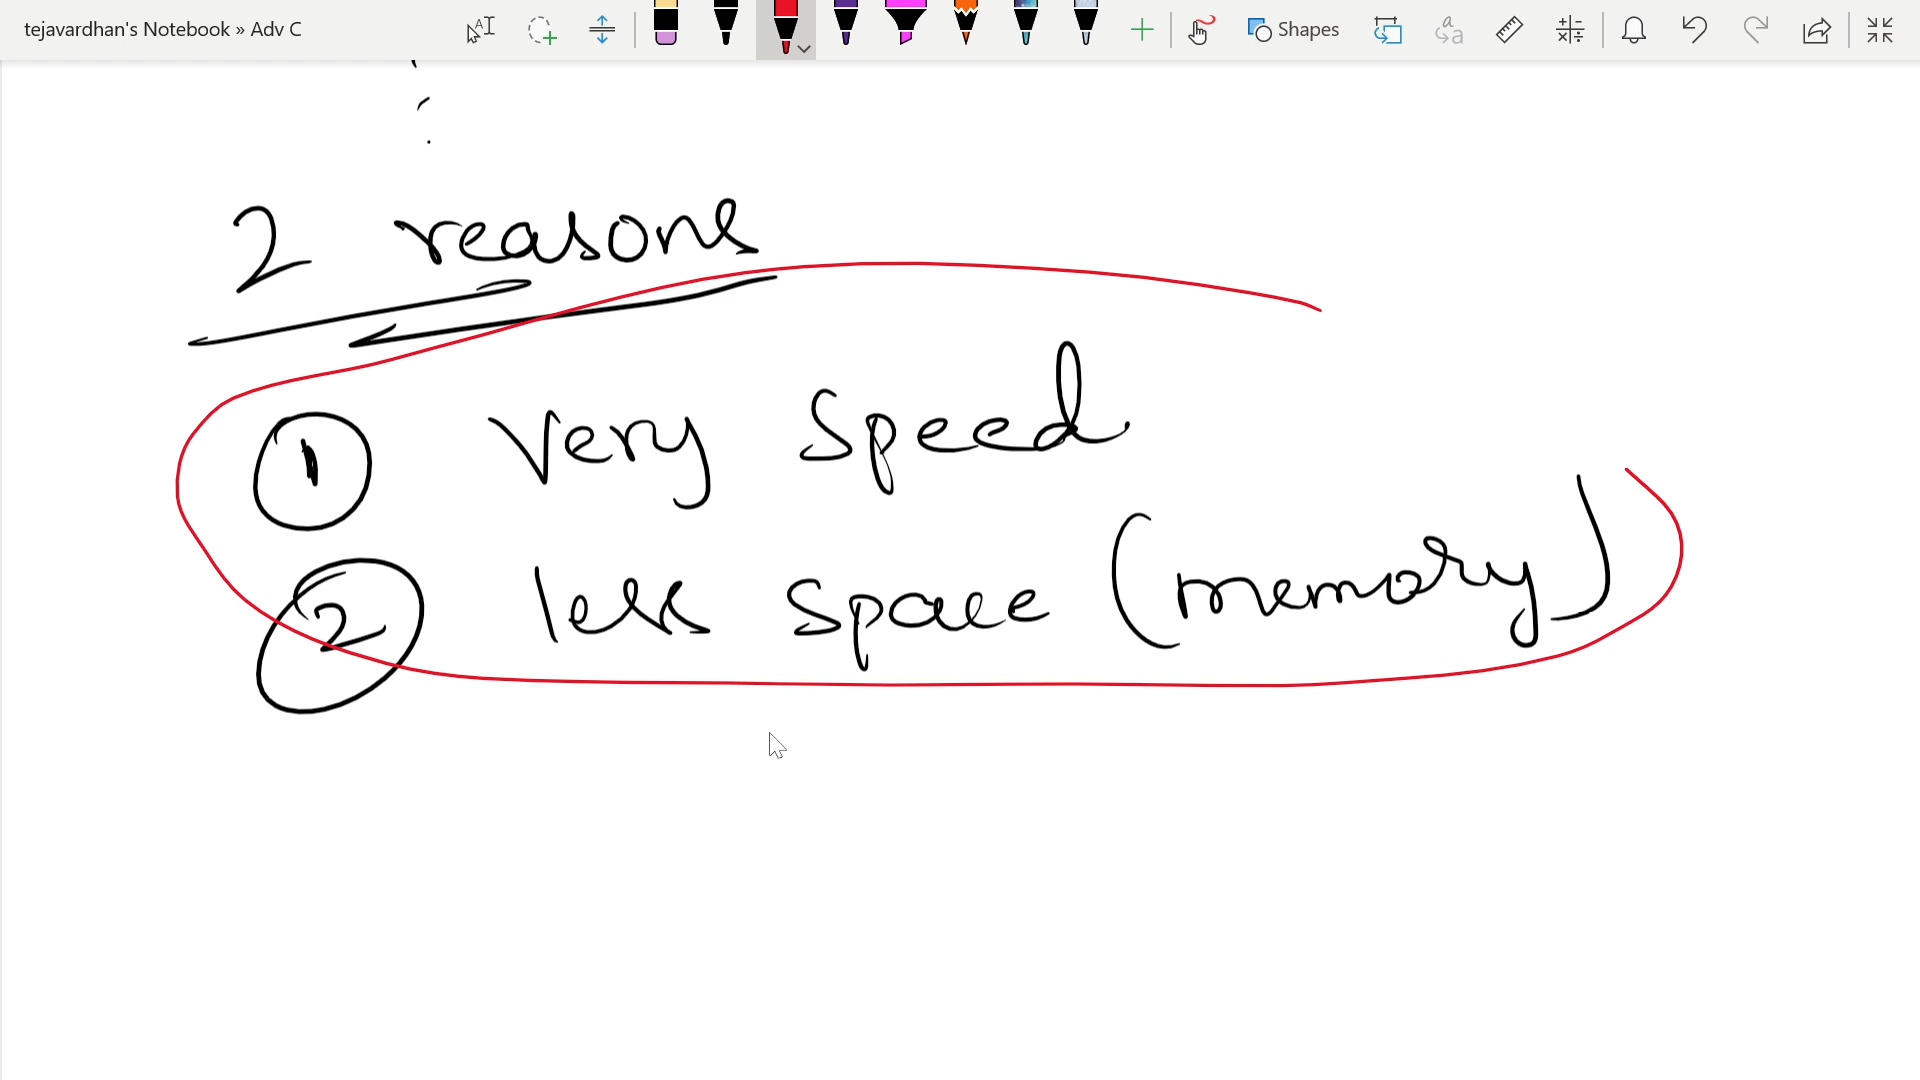 tejavardhan's Notebook » Adv C
Shapes
2 reasons
1 very speed
2 less space (memory)